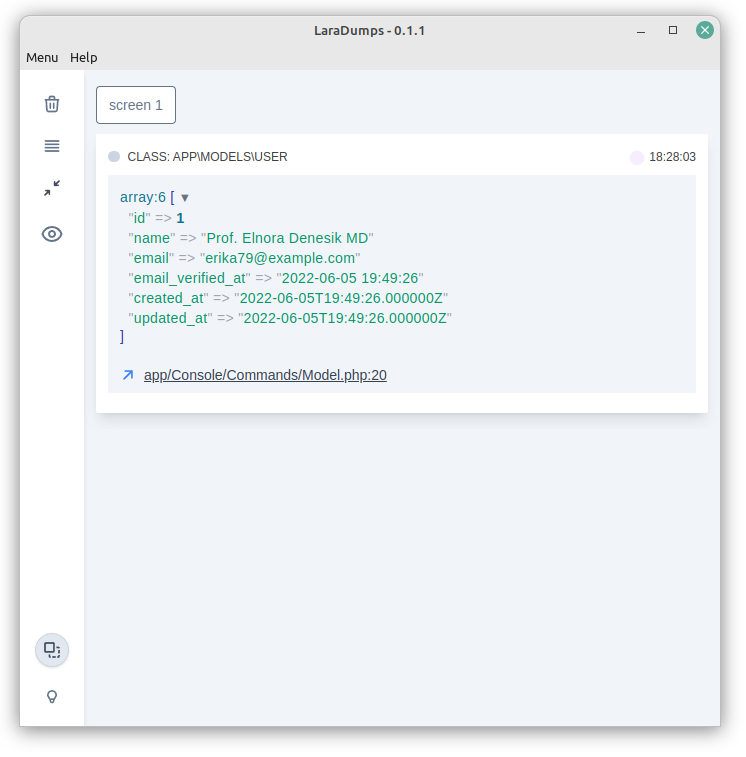 LaraDumps - 0.1.1
Menu Help
screen 1
CLASS: APP\MODELS\USER 18:28:03
array:6 [ ▼
"id" => 1
"name" => "Prof. Elnora Denesik MD"
"email" => "erika79@example.com"
"email_verified_at" => "2022-06-05 19:49:26"
"created_at" => "2022-06-05T19:49:26.000000Z"
"updated_at" => "2022-06-05T19:49:26.000000Z"
]
app/Console/Commands/Model.php:20